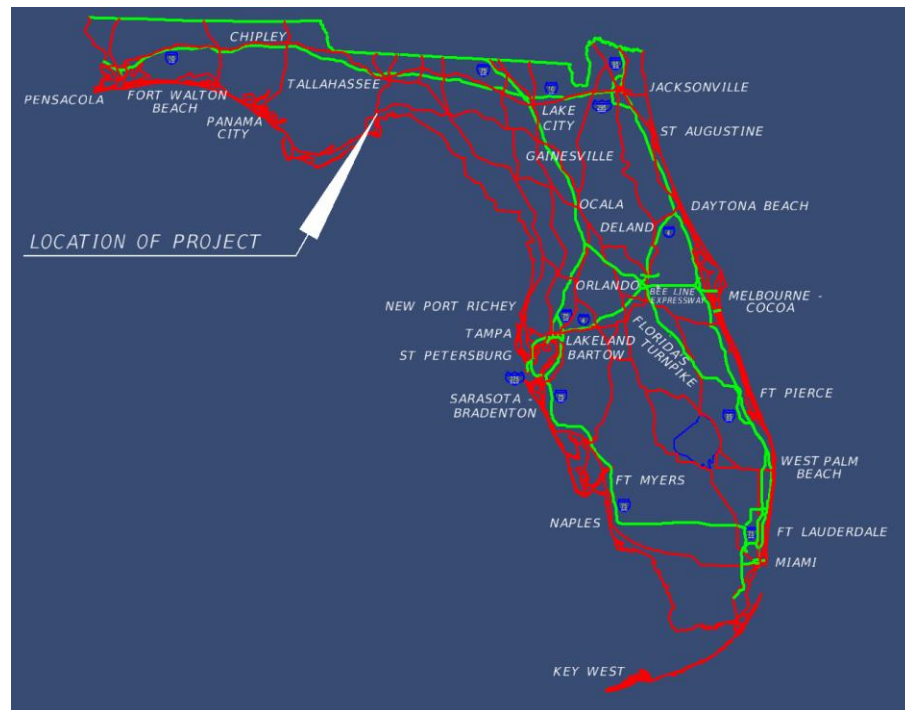 CHIPLEY
TALLAHASSEE
JACKSONVILLE
PENSACOLA
FORT WALTON
BEACH
PANAMA
CITY
LAKE
CITY
ST AUGUSTINE
GAINESVILLE
OCALA
DAYTONA BEACH
DELAND
LOCATION OF PROJECT
ORLANDO
BEE LINE
EXPRESSWAY
MELBOURNE -
COCOA
NEW PORT RICHEY
TAMPA
LAKELAND
BARTOW
FLORIDA'S
TURNPIKE
ST PETERSBURG
SARASOTA -
BRADENTON
FT PIERCE
WEST PALM
BEACH
FT MYERS
NAPLES
FT LAUDERDALE
MIAMI
KEY WEST